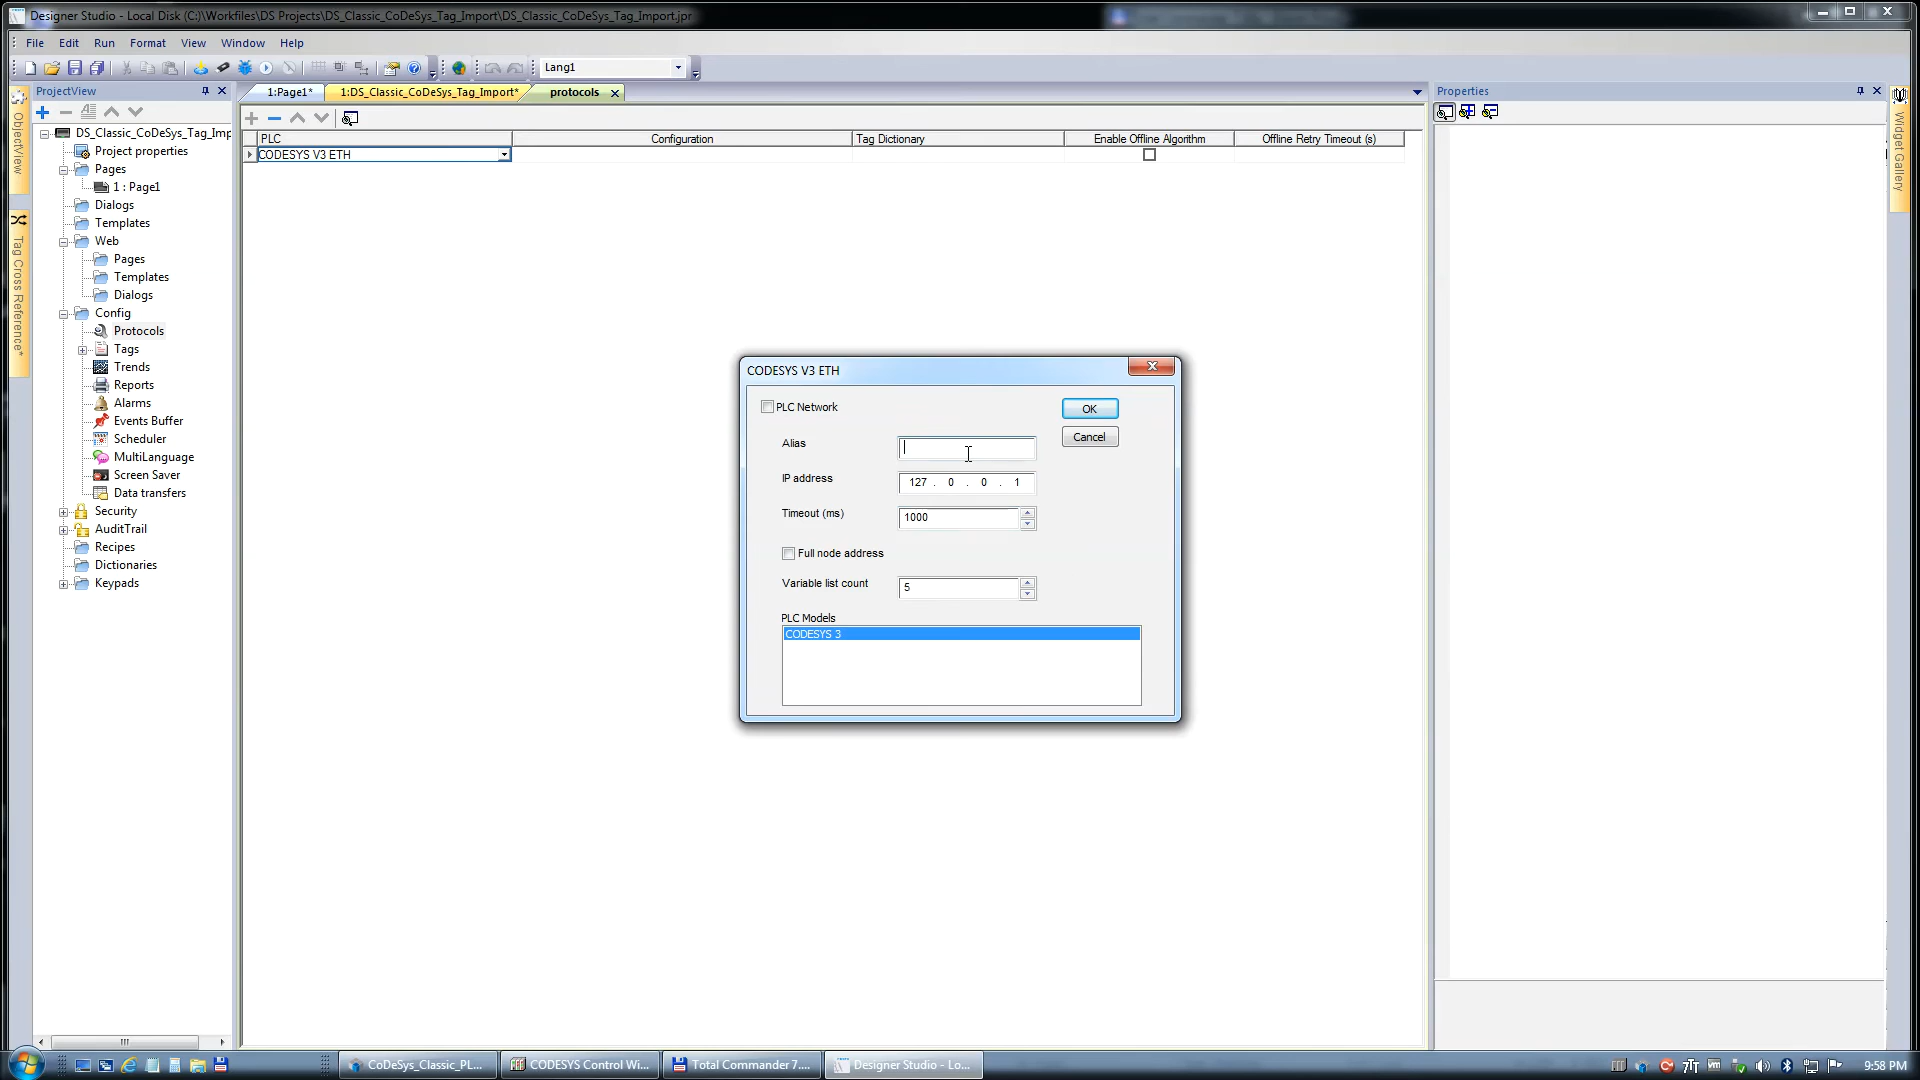 Designer Studio - Local Disk (C:\Workfiles\DS Projects\DS_Classic_CoDeSys_Tag_Import\DS_Classic_CoDeSys_Tag_Import.jpr
File Edit Run Format View Window Help
Lang1
ProjectView
1:Page1* 1:DS_Classic_CoDeSys_Tag_Import* protocols
Properties
ObjectView
Tag Cross Reference*
Widget Gallery
DS_Classic_CoDeSys_Tag_Imp
Project properties
Pages
1 : Page1
Dialogs
Templates
Web
Pages
Templates
Dialogs
Config
Protocols
Tags
Trends
Reports
Alarms
Events Buffer
Scheduler
MultiLanguage
Screen Saver
Data transfers
Security
AuditTrail
Recipes
Dictionaries
Keypads
PLC Configuration Tag Dictionary Enable Offline Algorithm Offline Retry Timeout (s)
CODESYS V3 ETH
CODESYS V3 ETH
PLC Network
OK
Cancel
Alias
IP address 127 . 0 . 0 . 1
Timeout (ms) 1000
Full node address
Variable list count 5
PLC Models
CODESYS 3
CoDeSys_Classic_PL... CODESYS Control Wi... Total Commander 7.... Designer Studio - Lo...
9:58 PM